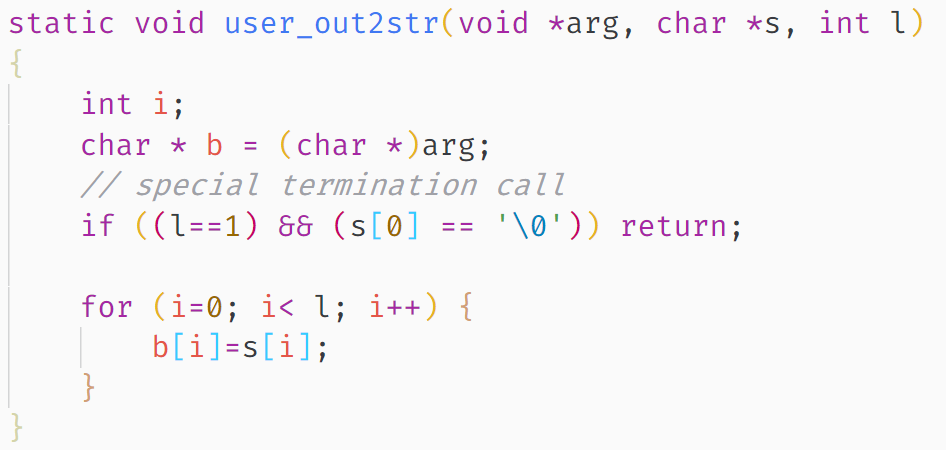 static void user_out2str(void *arg, char *s, int l)
{
    int i;
    char * b = (char *)arg;
    // special termination call
    if ((l==1) && (s[0] == '\0')) return;

    for (i=0; i< l; i++) {
        b[i]=s[i];
    }
}